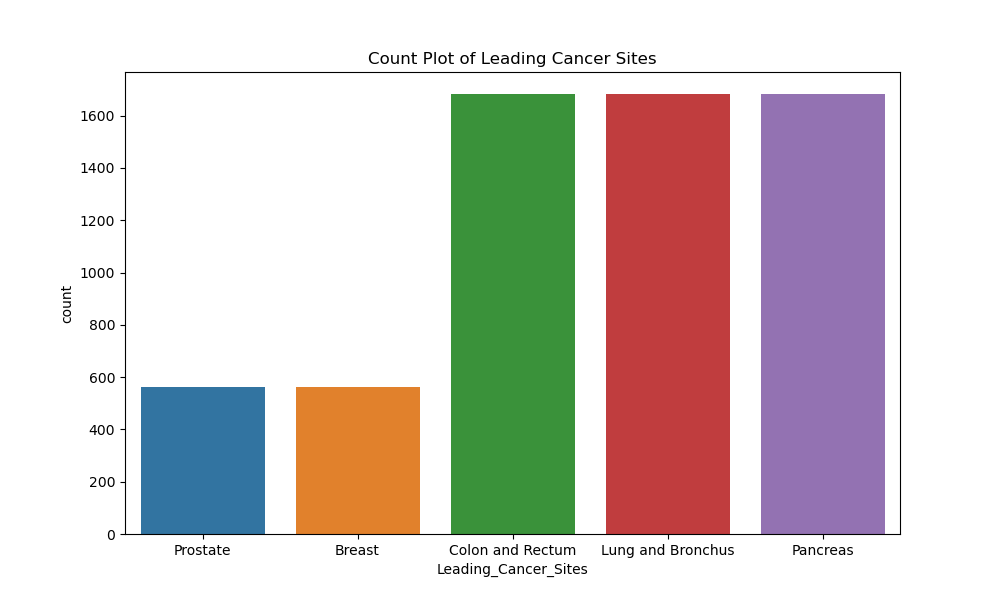 Count Plot of Leading Cancer Sites
1600
1400
1200
1000
800
600
400
200
0
count
Prostate Breast Colon and Rectum Lung and Bronchus Pancreas
Leading_Cancer_Sites